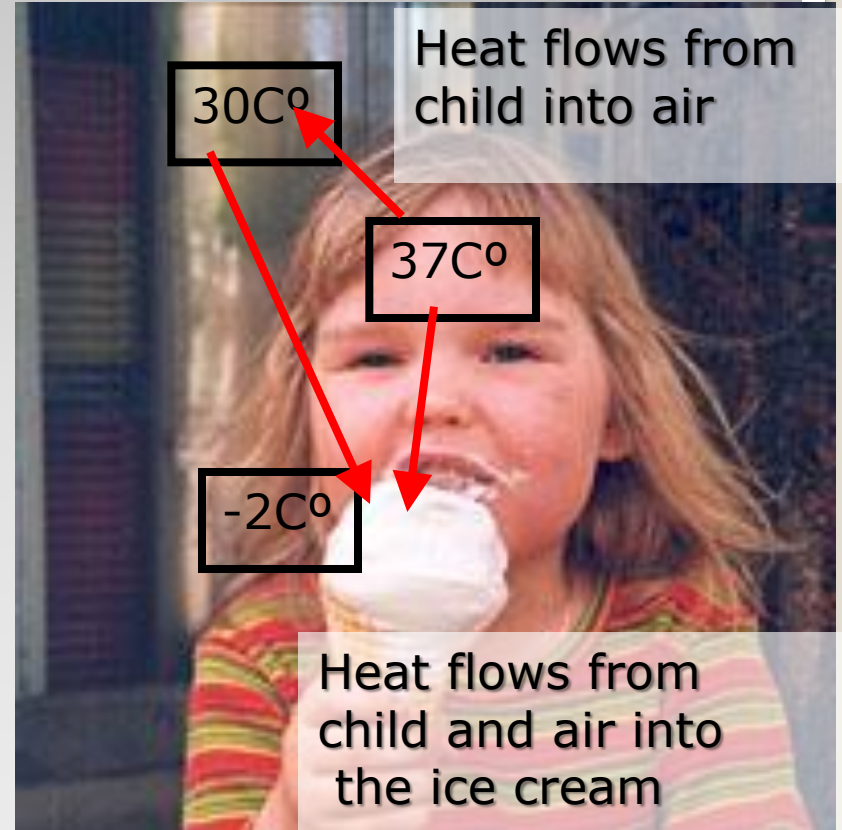 Heat flows from
child into air
30Cº
37Cº
-2Cº
Heat flows from
child and air into
the ice cream